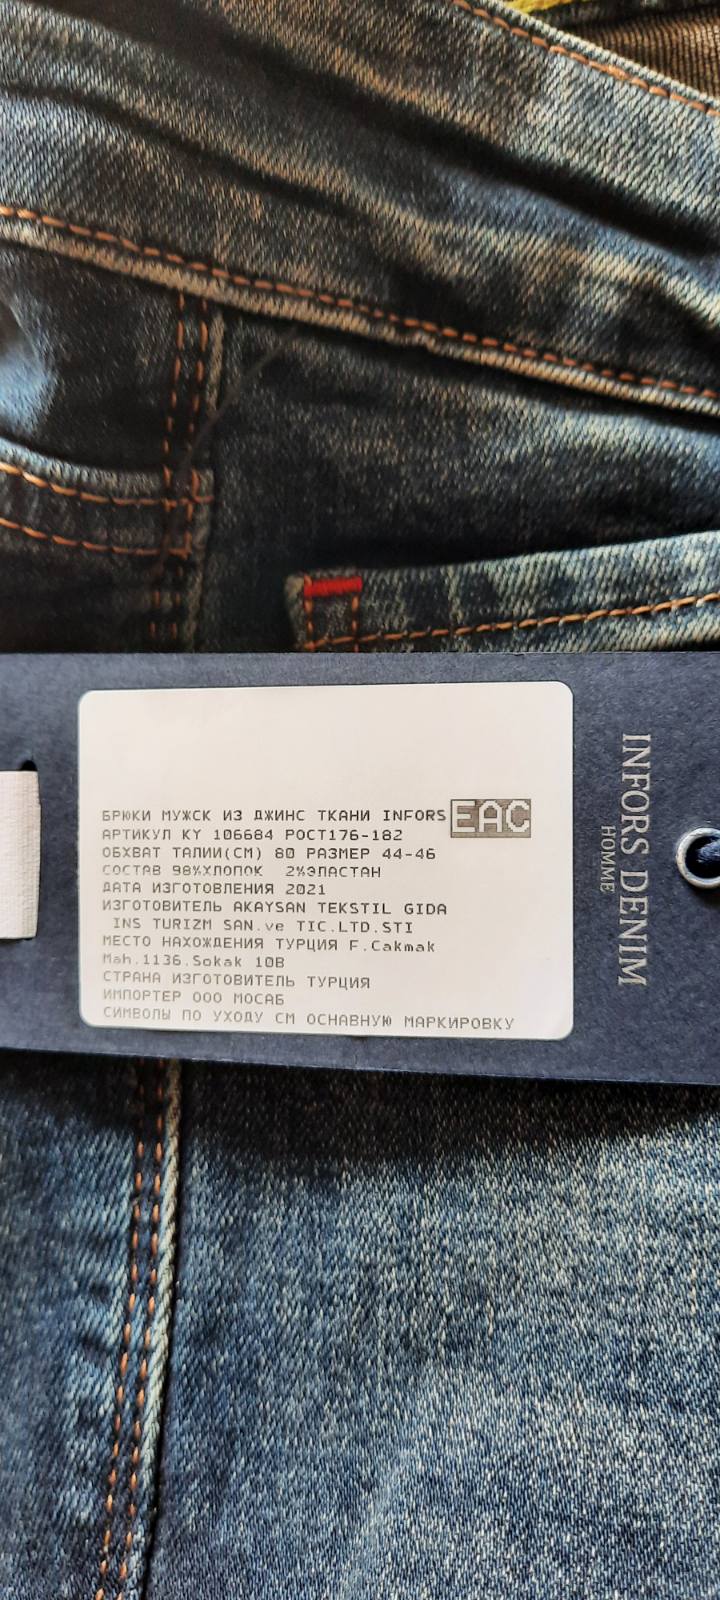 БРЮКИ МУЖСК ИЗ ДЖИНС ТКАНИ INFORS EAC
АРТИКУЛ KY 106684 РОСТ176-182
ОБХВАТ ТАЛИИ(СМ) 80 РАЗМЕР 44-46
СОСТАВ 98%ХЛОПОК 2%ЭЛАСТАН
ДАТА ИЗГОТОВЛЕНИЯ 2021
ИЗГОТОВИТЕЛЬ AKAYSAN TEKSTIL GIDA
INS TURIZM SAN.ve TIC.LTD.STI
МЕСТО НАХОЖДЕНИЯ ТУРЦИЯ F.Cakmak
Mah.1136.Sokak 10B
СТРАНА ИЗГОТОВИТЕЛЬ ТУРЦИЯ
ИМПОРТЕР ООО МОСАБ
СИМВОЛЫ ПО УХОДУ СМ ОСНАВНУЮ МАРКИРОВКУ
INFORS DENIM
HOMME